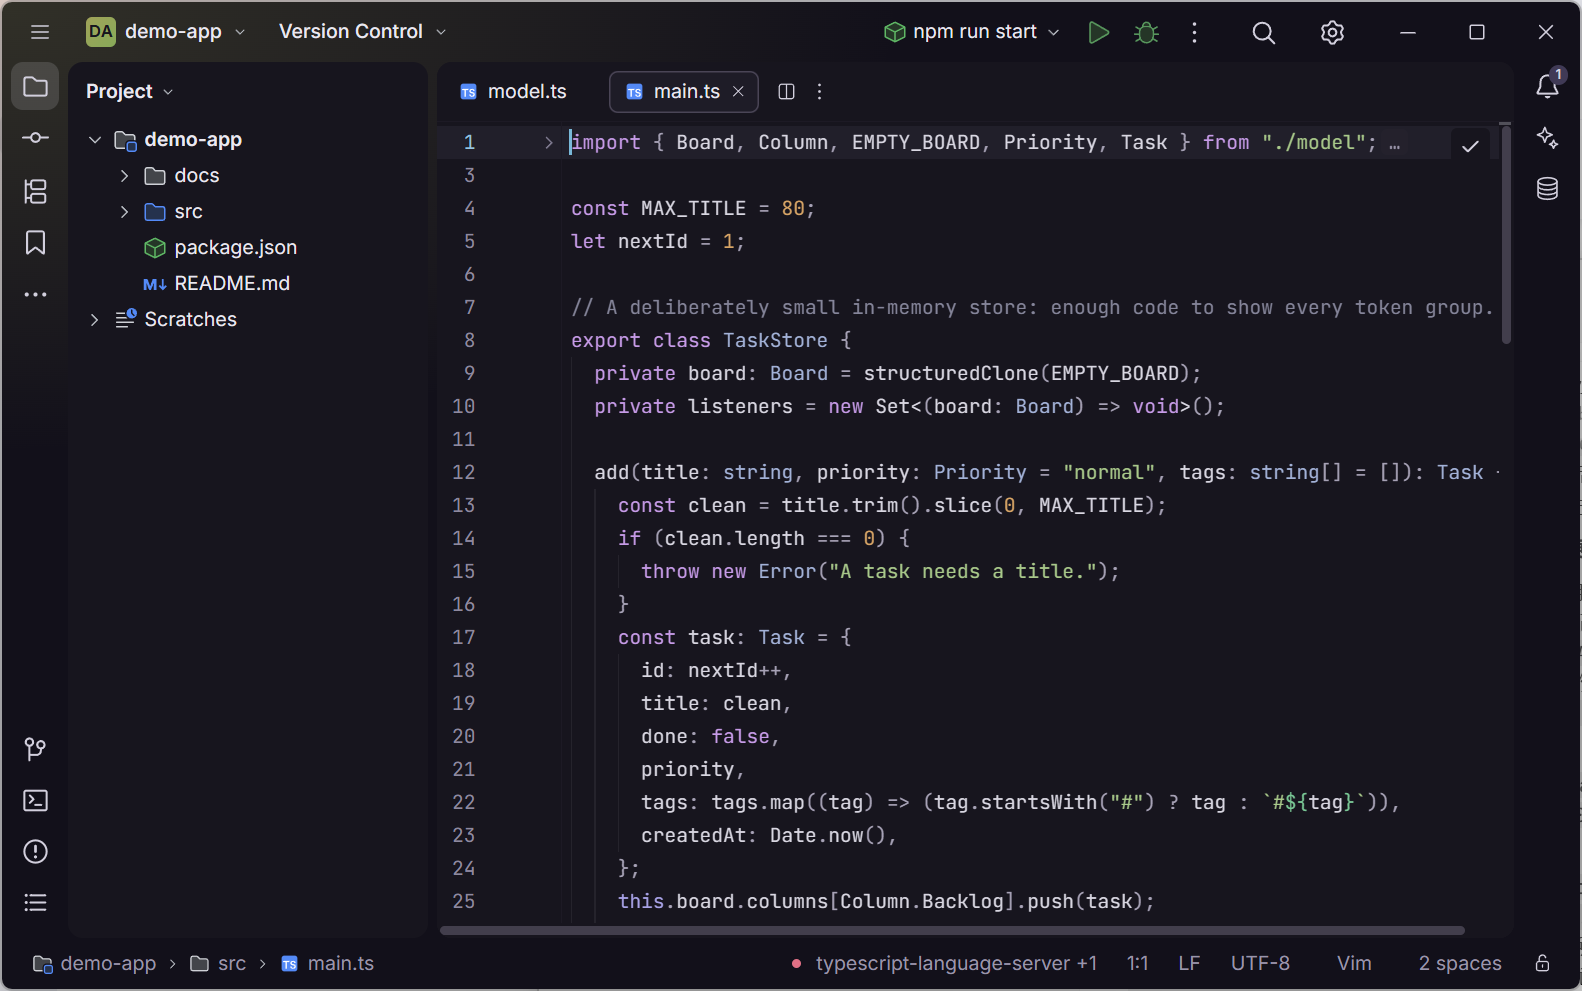 DA demo-app Version Control npm run start
Project
demo-app
docs
src
package.json
M↓ README.md
Scratches
TS model.ts TS main.ts
1 import { Board, Column, EMPTY_BOARD, Priority, Task } from "./model"; …
3
4 const MAX_TITLE = 80;
5 let nextId = 1;
6
7 // A deliberately small in-memory store: enough code to show every token group.
8 export class TaskStore {
9 private board: Board = structuredClone(EMPTY_BOARD);
10 private listeners = new Set<(board: Board) => void>();
11
12 add(title: string, priority: Priority = "normal", tags: string[] = []): Task
13 const clean = title.trim().slice(0, MAX_TITLE);
14 if (clean.length === 0) {
15 throw new Error("A task needs a title.");
16 }
17 const task: Task = {
18 id: nextId++,
19 title: clean,
20 done: false,
21 priority,
22 tags: tags.map((tag) => (tag.startsWith("#") ? tag : `#${tag}`)),
23 createdAt: Date.now(),
24 };
25 this.board.columns[Column.Backlog].push(task);
1
demo-app > src > TS main.ts
typescript-language-server +1 1:1 LF UTF-8 Vim 2 spaces